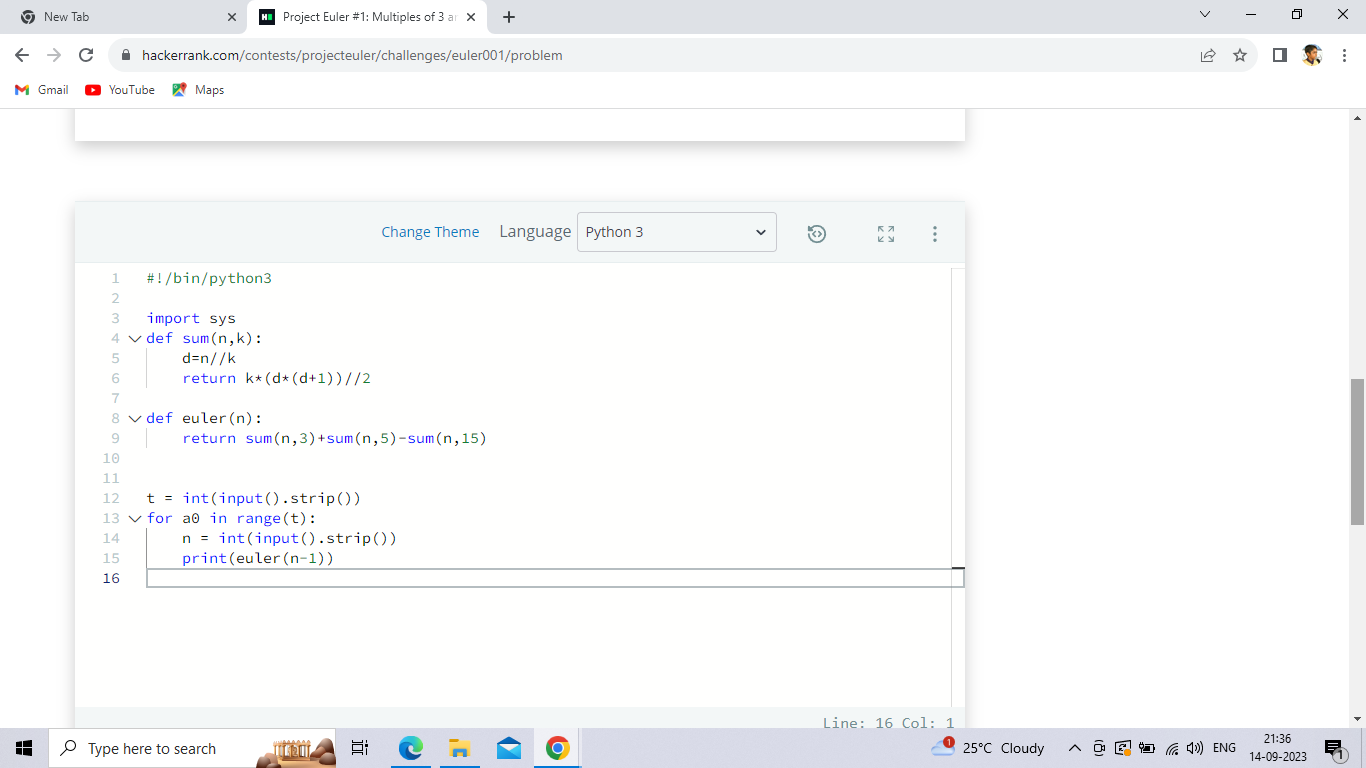 New Tab
Project Euler #1: Multiples of 3 a
hackerrank.com/contests/projecteuler/challenges/euler001/problem
Gmail YouTube Maps
Change Theme Language Python 3
1 #!/bin/python3
2
3 import sys
4 def sum(n,k):
5 d=n//k
6 return k*(d*(d+1))//2
7
8 def euler(n):
9 return sum(n,3)+sum(n,5)-sum(n,15)
10
11
12 t = int(input().strip())
13 for a0 in range(t):
14 n = int(input().strip())
15 print(euler(n-1))
16
Line: 16 Col: 1
Type here to search
1
25°C Cloudy
ENG
21:36
14-09-2023
1